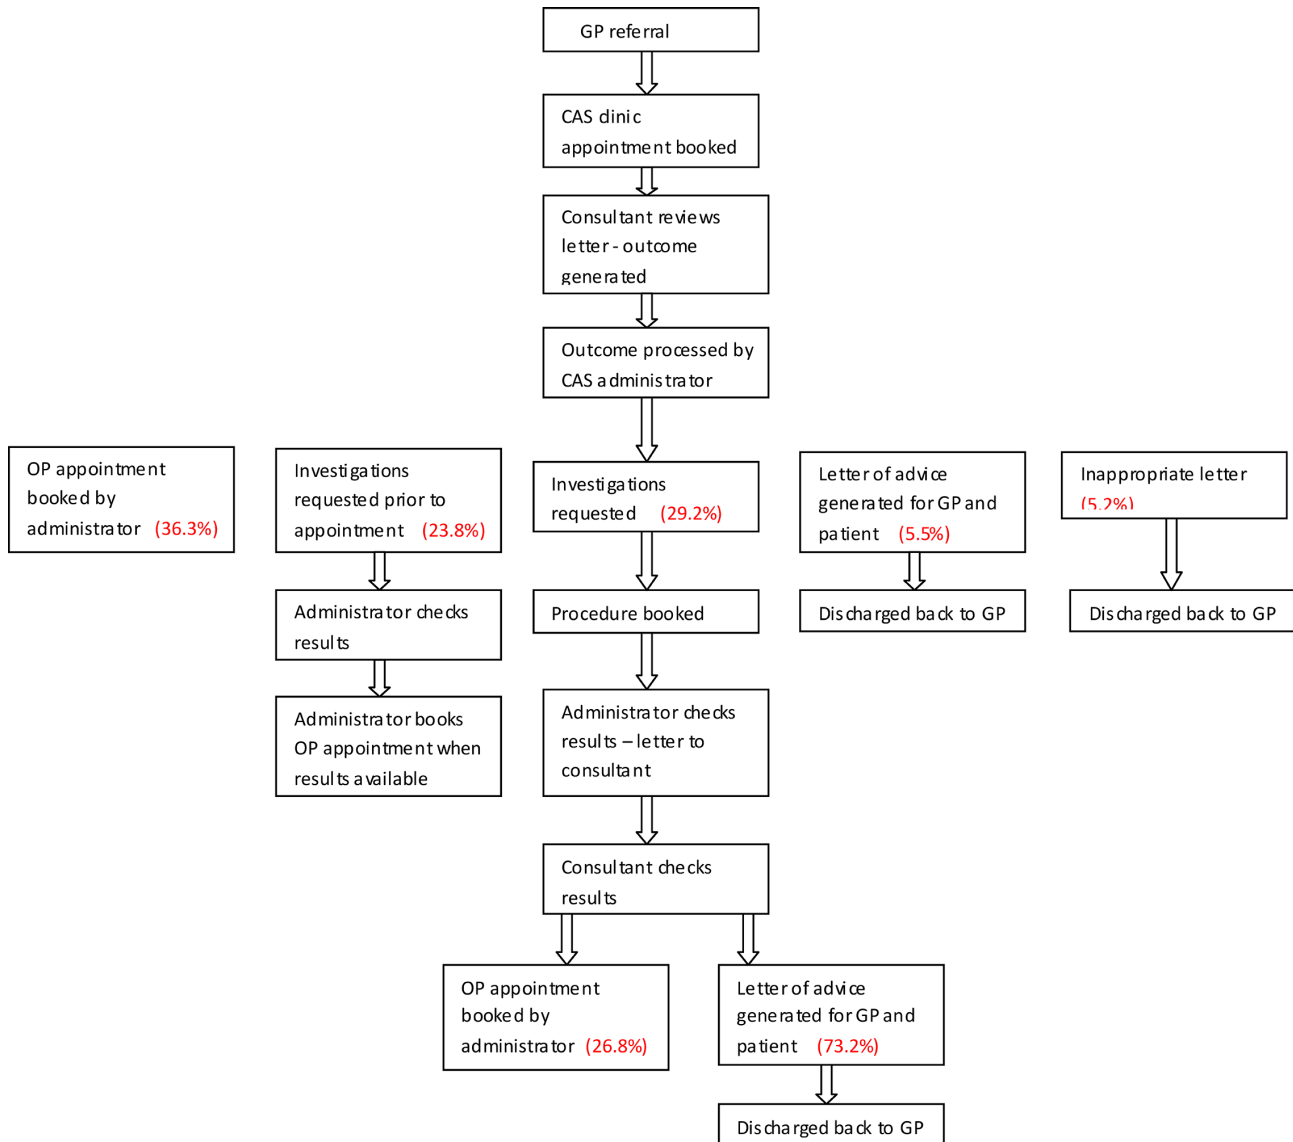 GP referral
CAS clinic
appointment booked
Consultant reviews
letter - outcome
generated
Outcome processed by
CAS administrator
OP appointment
booked by
administrator (36.3%)
Investigations
requested prior to
appointment (23.8%)
Investigations
requested (29.2%)
Letter of advice
generated for GP and
patient (5.5%)
Inappropriate letter
(5.2%)
Administrator checks
results
Procedure booked
Discharged back to GP
Discharged back to GP
Administrator books
OP appointment when
results available
Administrator checks
results – letter to
consultant
Consultant checks
results
OP appointment
booked by
administrator (26.8%)
Letter of advice
generated for GP and
patient (73.2%)
Discharged back to GP